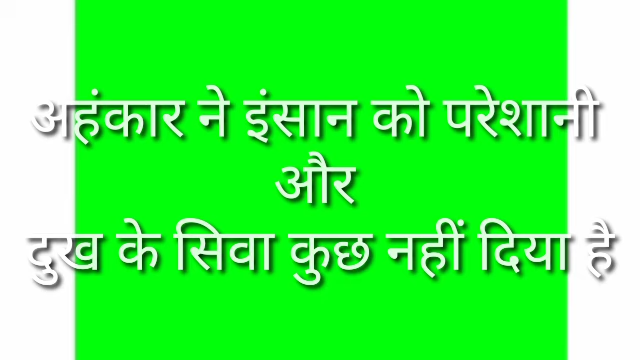 अहंकार ने इंसान को परेशानी
और
दुख के सिवा कुछ नहीं दिया है